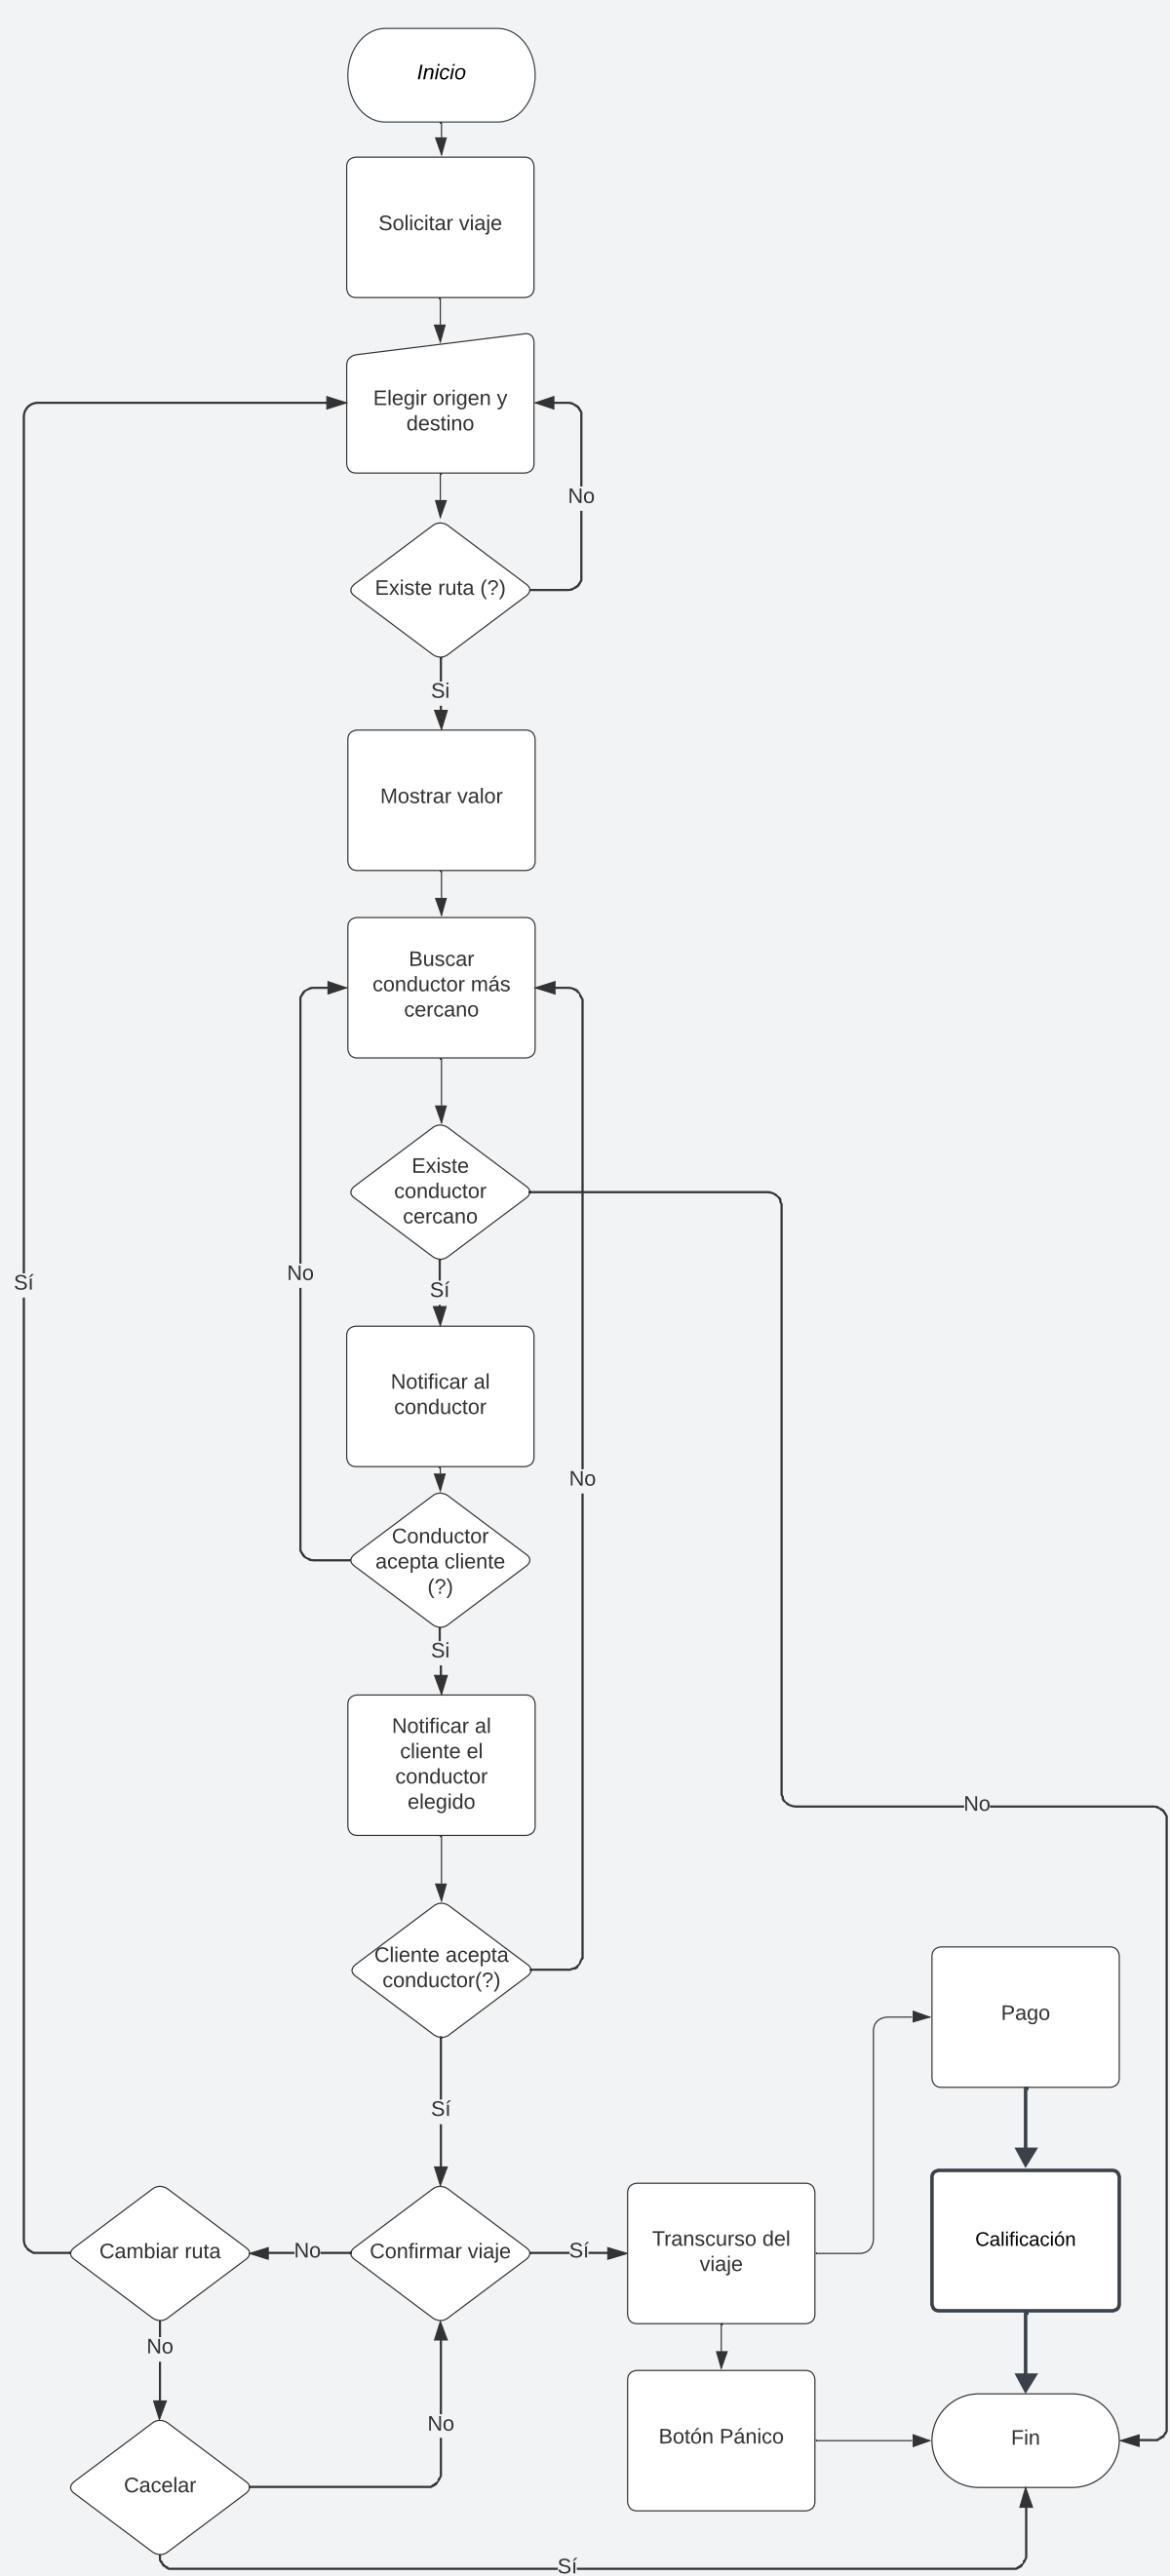 Inicio
Solicitar viaje
Elegir origen y
destino
No
Existe ruta (?)
Si
Mostrar valor
Buscar
conductor más
cercano
Existe
conductor
cercano
No
Sí
Sí
Notificar al
conductor
No
Conductor
acepta cliente
(?)
Si
Notificar al
cliente el
conductor
elegido
No
Cliente acepta
conductor(?)
Pago
Sí
Cambiar ruta
No
Confirmar viaje
Sí
Transcurso del
viaje
Calificación
No
No
Botón Pánico
Fin
Cacelar
Sí